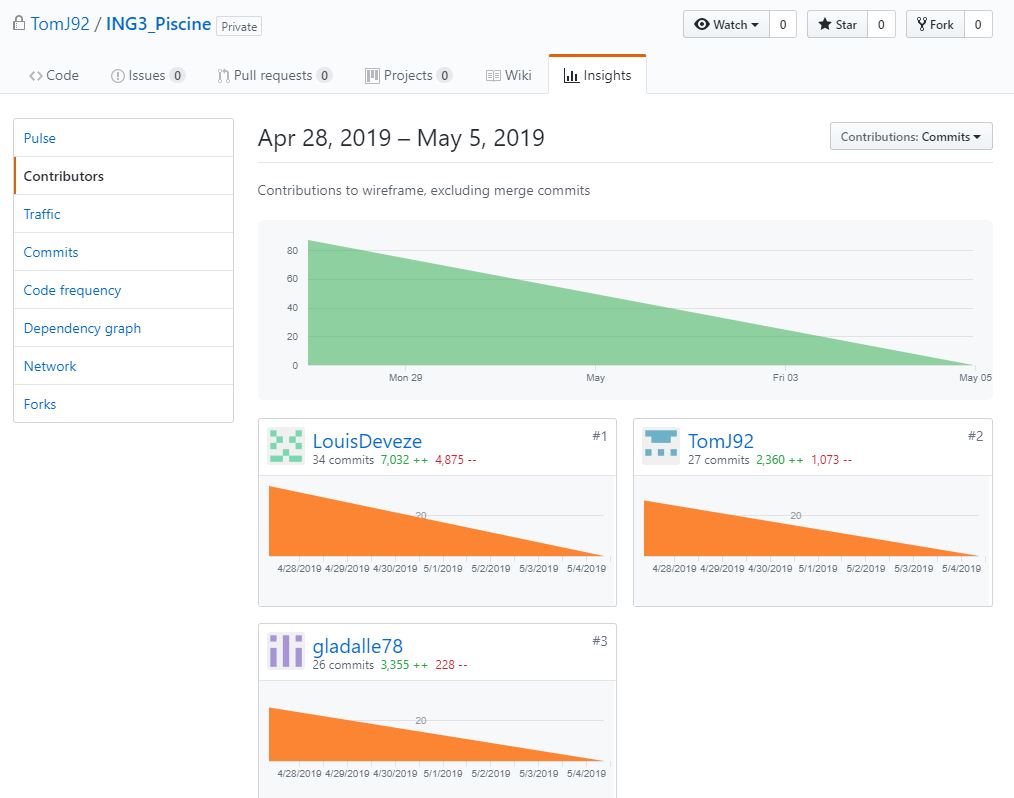 TomJ92 / ING3_Piscine Private Watch 0 Star 0 Fork 0
Code Issues 0 Pull requests 0 Projects 0 Wiki Insights
Pulse
Contributors
Traffic
Commits
Code frequency
Dependency graph
Network
Forks
Apr 28, 2019 – May 5, 2019 Contributions: Commits
Contributions to wireframe, excluding merge commits
80
60
40
20
0
Mon 29 May Fri 03 May 05
LouisDeveze #1
34 commits 7,032 ++ 4,875 --
20
4/28/2019 4/29/2019 4/30/2019 5/1/2019 5/2/2019 5/3/2019 5/4/2019
TomJ92 #2
27 commits 2,360 ++ 1,073 --
20
4/28/2019 4/29/2019 4/30/2019 5/1/2019 5/2/2019 5/3/2019 5/4/2019
gladalle78 #3
26 commits 3,355 ++ 228 --
20
4/28/2019 4/29/2019 4/30/2019 5/1/2019 5/2/2019 5/3/2019 5/4/2019